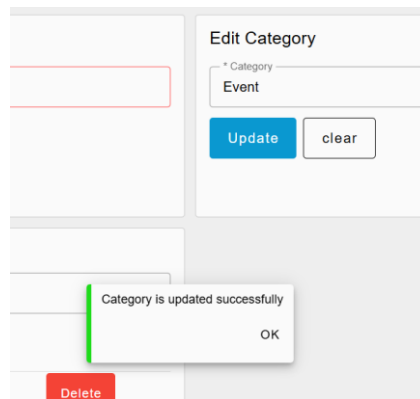 Edit Category
* Category
Event
Update clear
Category is updated successfully
OK
Delete